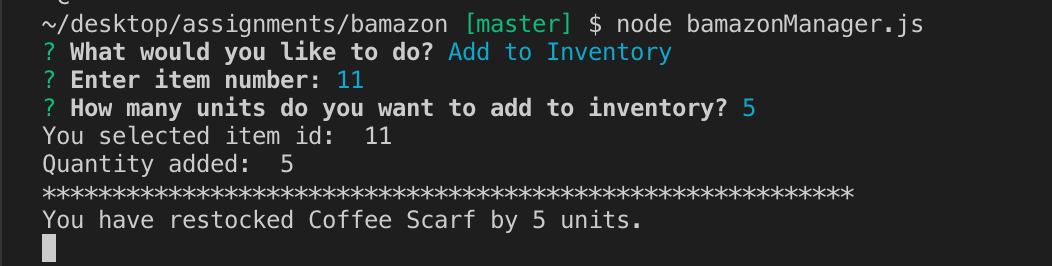 ~/desktop/assignments/bamazon [master] $ node bamazonManager.js
? What would you like to do? Add to Inventory
? Enter item number: 11
? How many units do you want to add to inventory? 5
You selected item id:  11
Quantity added:  5
**********************************************************
You have restocked Coffee Scarf by 5 units.